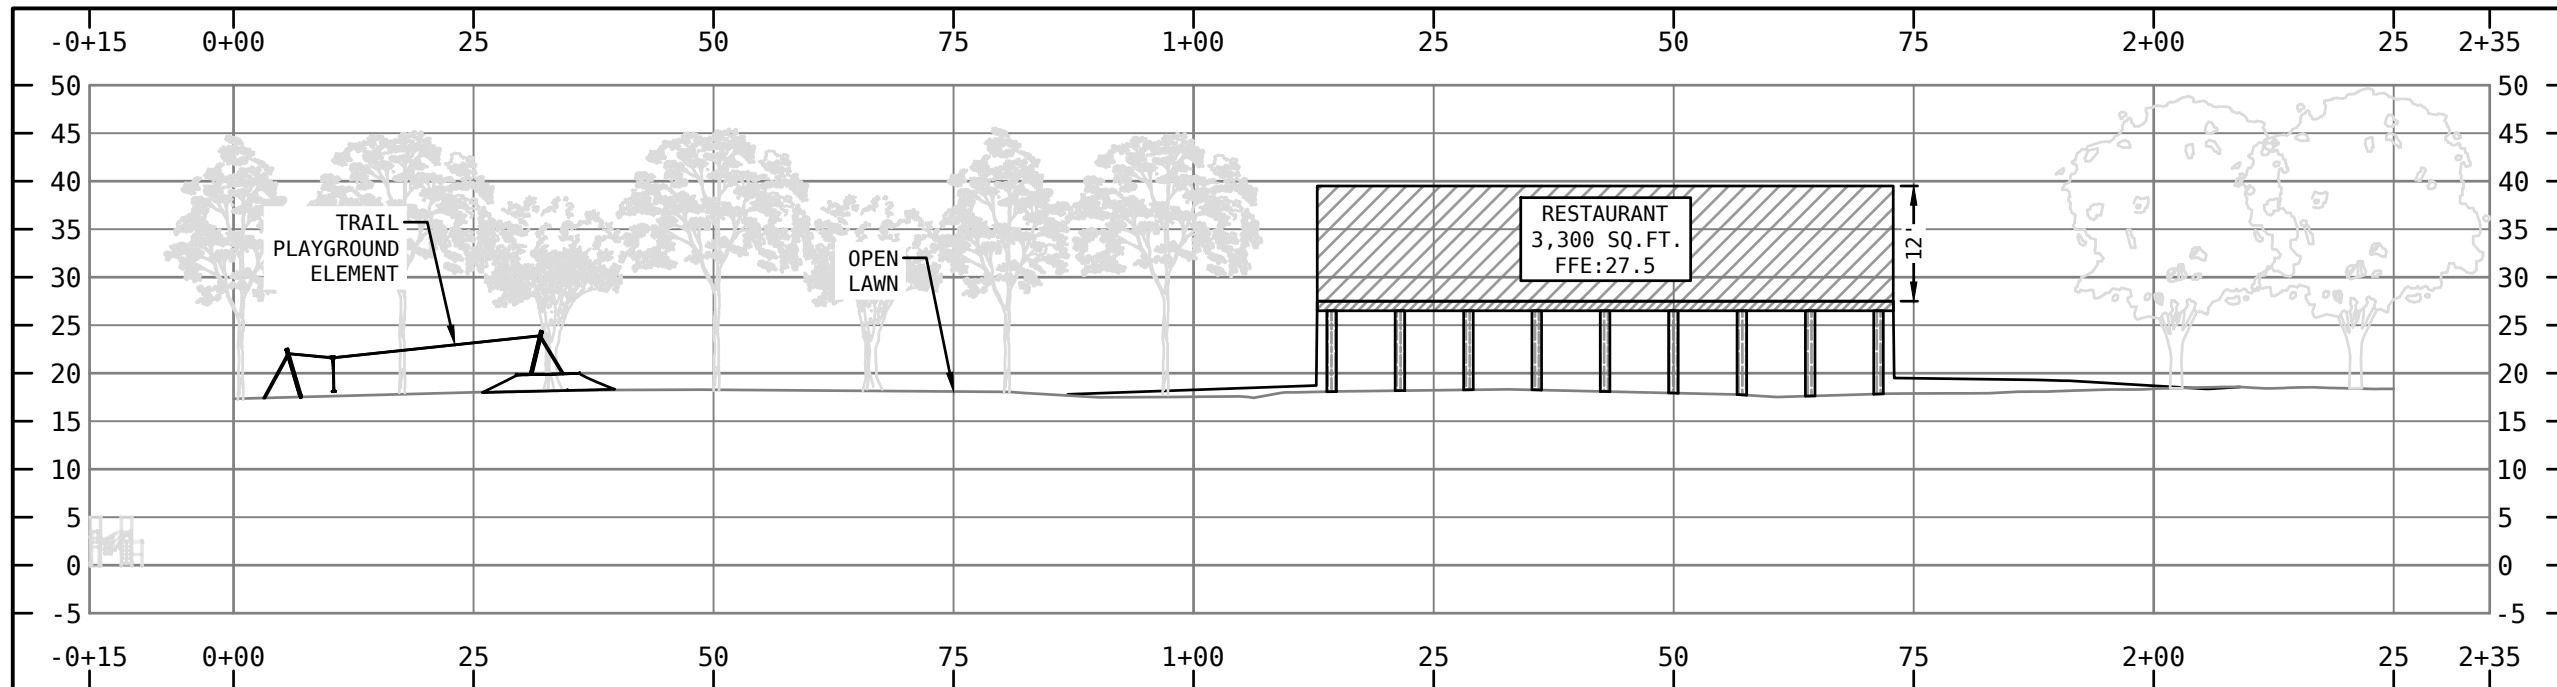 -0+15 0+00 25 50 75 1+00 25 50 75 2+00 25 2+35
50 50
45 45
40 40
35 35
30 30
25 25
20 20
15 15
10 10
5 5
0 0
-5 -5
TRAIL
PLAYGROUND
ELEMENT
OPEN
LAWN
RESTAURANT
3,300 SQ.FT.
FFE:27.5
12'
-0+15 0+00 25 50 75 1+00 25 50 75 2+00 25 2+35